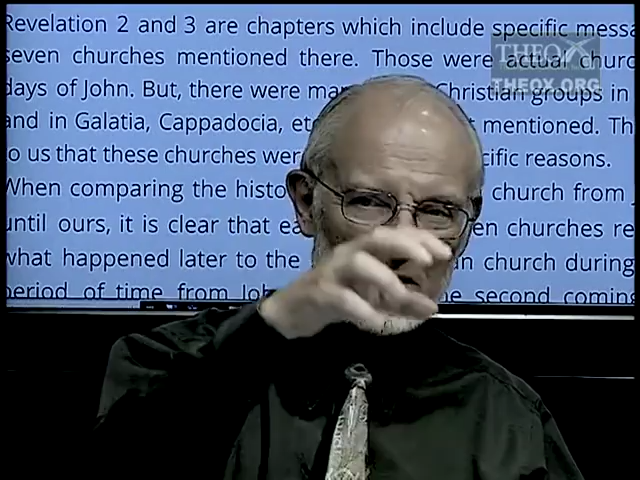 Revelation 2 and 3 are chapters which include specific messa
seven churches mentioned there. Those were actual churc
days of John. But, there were ma Christian groups in
and in Galatia, Cappadocia, et mentioned. Th
to us that these churches wer cific reasons.
When comparing the histo church from
until ours, it is clear that ea en churches re
what happened later to the n church during
period of time from Joh he second coming
THEOX
THEOX.ORG